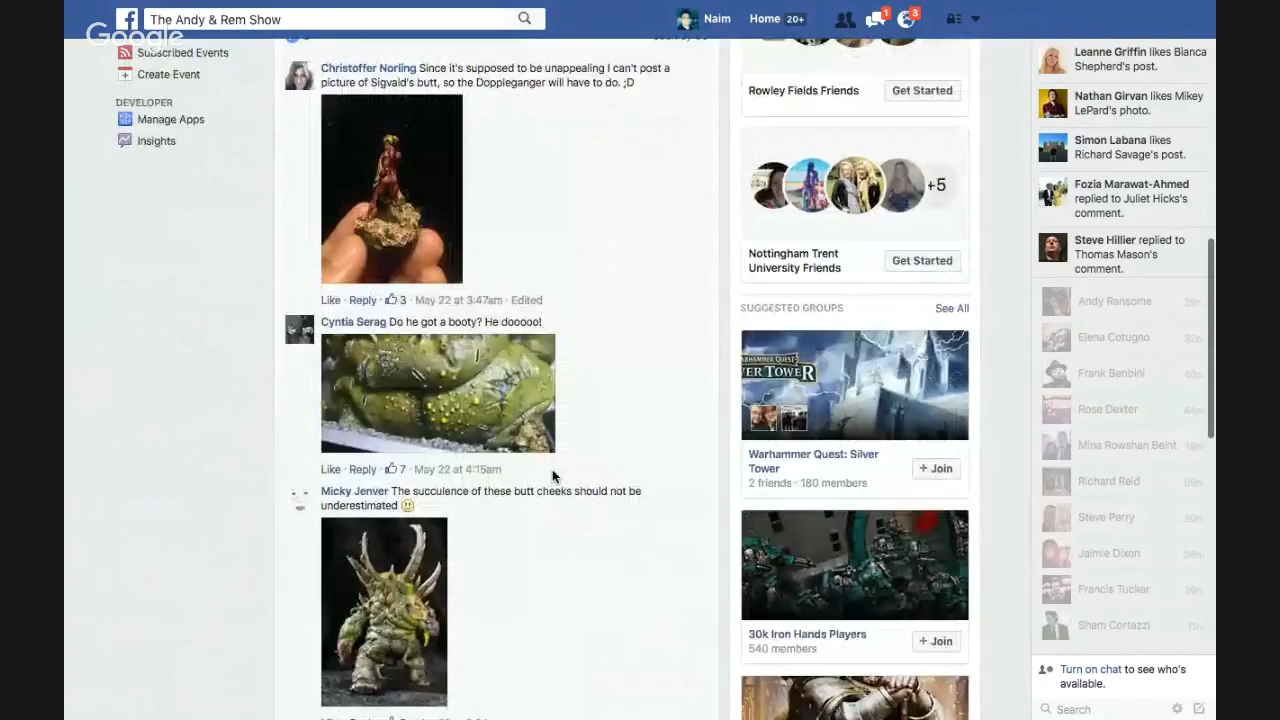 The Andy & Rem Show
Naim
Home 20+
1
3
Google
Subscribed Events
Create Event
DEVELOPER
Manage Apps
Insights
Christoffer Norling Since it's supposed to be unappealing I can't post a
picture of Sigvald's butt, so the Doppleganger will have to do. ;D
Like · Reply · 3 · May 22 at 3:47am · Edited
Cyntia Serag Do he got a booty? He dooooo!
Like · Reply · 7 · May 22 at 4:15am
Micky Jenver The succulence of these butt cheeks should not be
underestimated
Rowley Fields Friends
Get Started
+5
Nottingham Trent
University Friends
Get Started
SUGGESTED GROUPS
See All
WARHAMMER QUEST:
Warhammer Quest: Silver
Tower
2 friends · 180 members
+ Join
30k Iron Hands Players
540 members
+ Join
Leanne Griffin likes Bianca
Shepherd's post.
Nathan Girvan likes Mikey
LePard's photo.
Simon Labana likes
Richard Savage's post.
Fozia Marawat-Ahmed
replied to Juliet Hicks's
comment.
Steve Hillier replied to
Thomas Mason's
comment.
Andy Ransome
Elena Cotugno
Frank Benbini
Rose Dexter
Mina Rowshan Beint
Richard Reid
Steve Perry
Jaimie Dixon
Francis Tucker
Sham Cortazzi
Turn on chat to see who's
available.
Search